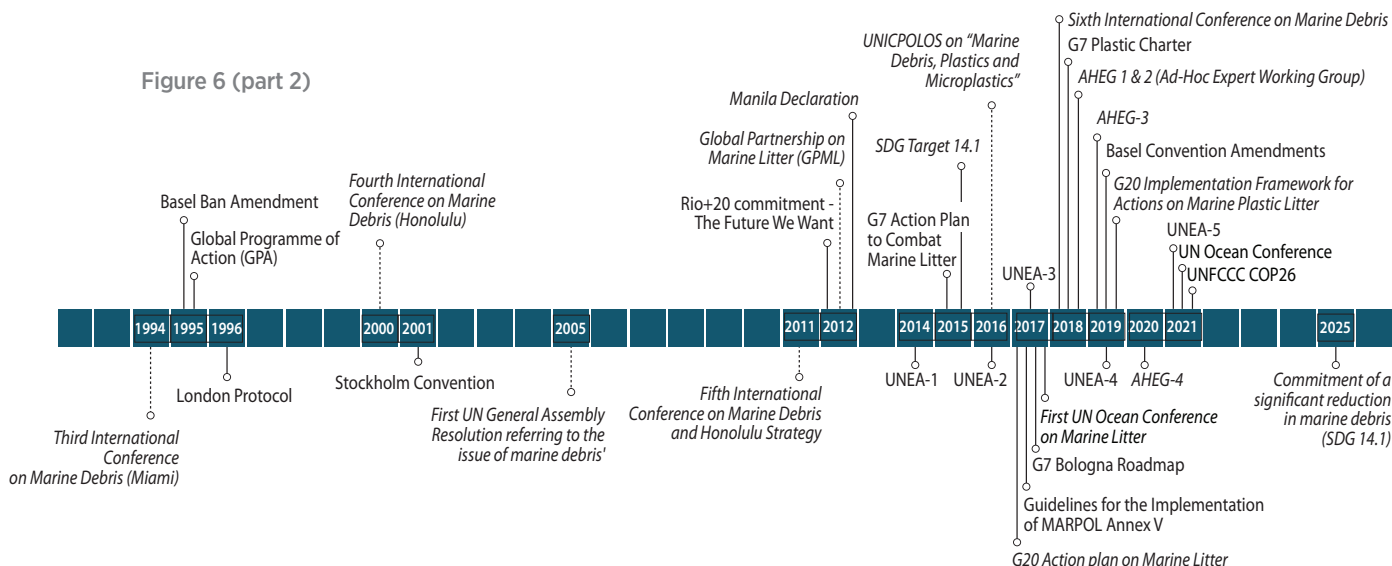 Figure 6 (part 2)
Basel Ban Amendment
Global Programme of
Action (GPA)
Fourth International
Conference on Marine
Debris (Honolulu)
Rio+20 commitment -
The Future We Want
Global Partnership on
Marine Litter (GPML)
Manila Declaration
G7 Action Plan
to Combat
Marine Litter
SDG Target 14.1
UNICPOLOS on “Marine
Debris, Plastics and
Microplastics”
UNEA-3
Sixth International Conference on Marine Debris
G7 Plastic Charter
AHEG 1 & 2 (Ad-Hoc Expert Working Group)
AHEG-3
Basel Convention Amendments
G20 Implementation Framework for
Actions on Marine Plastic Litter
UNEA-5
UN Ocean Conference
UNFCCC COP26
1994 1995 1996 2000 2001 2005 2011 2012 2014 2015 2016 2017 2018 2019 2020 2021 2025
Third International
Conference
on Marine Debris (Miami)
London Protocol
Stockholm Convention
First UN General Assembly
Resolution referring to the
issue of marine debris'
Fifth International
Conference on Marine Debris
and Honolulu Strategy
UNEA-1
UNEA-2
First UN Ocean Conference
on Marine Litter
G7 Bologna Roadmap
Guidelines for the Implementation
of MARPOL Annex V
G20 Action plan on Marine Litter
UNEA-4
AHEG-4
Commitment of a
significant reduction
in marine debris
(SDG 14.1)